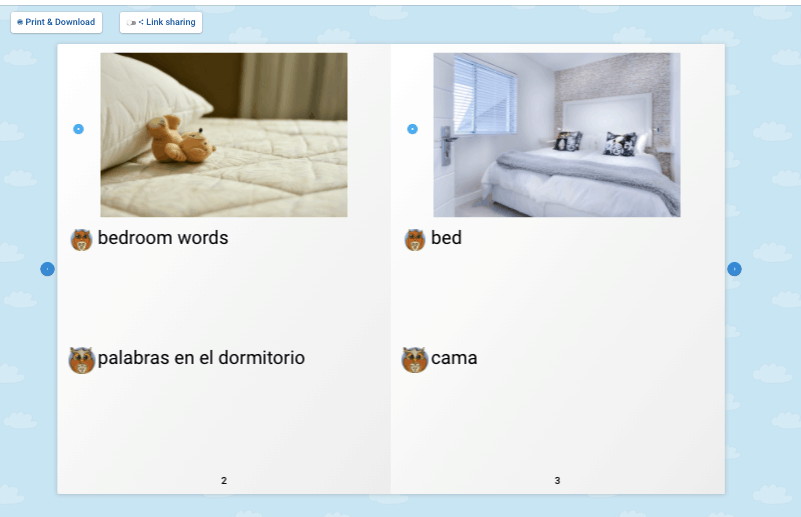 Print & Download
Link sharing
bedroom words
palabras en el dormitorio
2
bed
cama
3